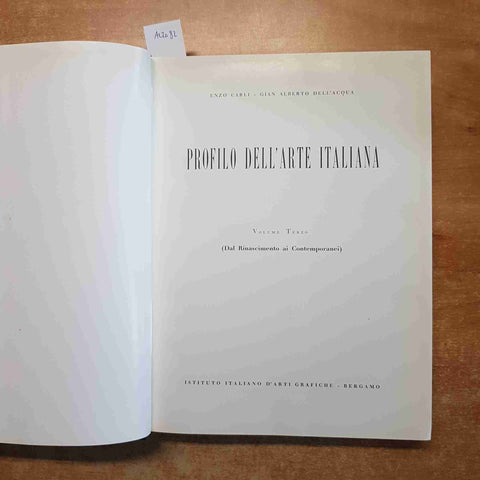 ENZO CARLI - GIAN ALBERTO DELL'ACQUA
PROFILO DELL'ARTE ITALIANA
VOLUME TERZO
(Dal Rinascimento ai Contemporanei)
ISTITUTO ITALIANO D'ARTI GRAFICHE - BERGAMO